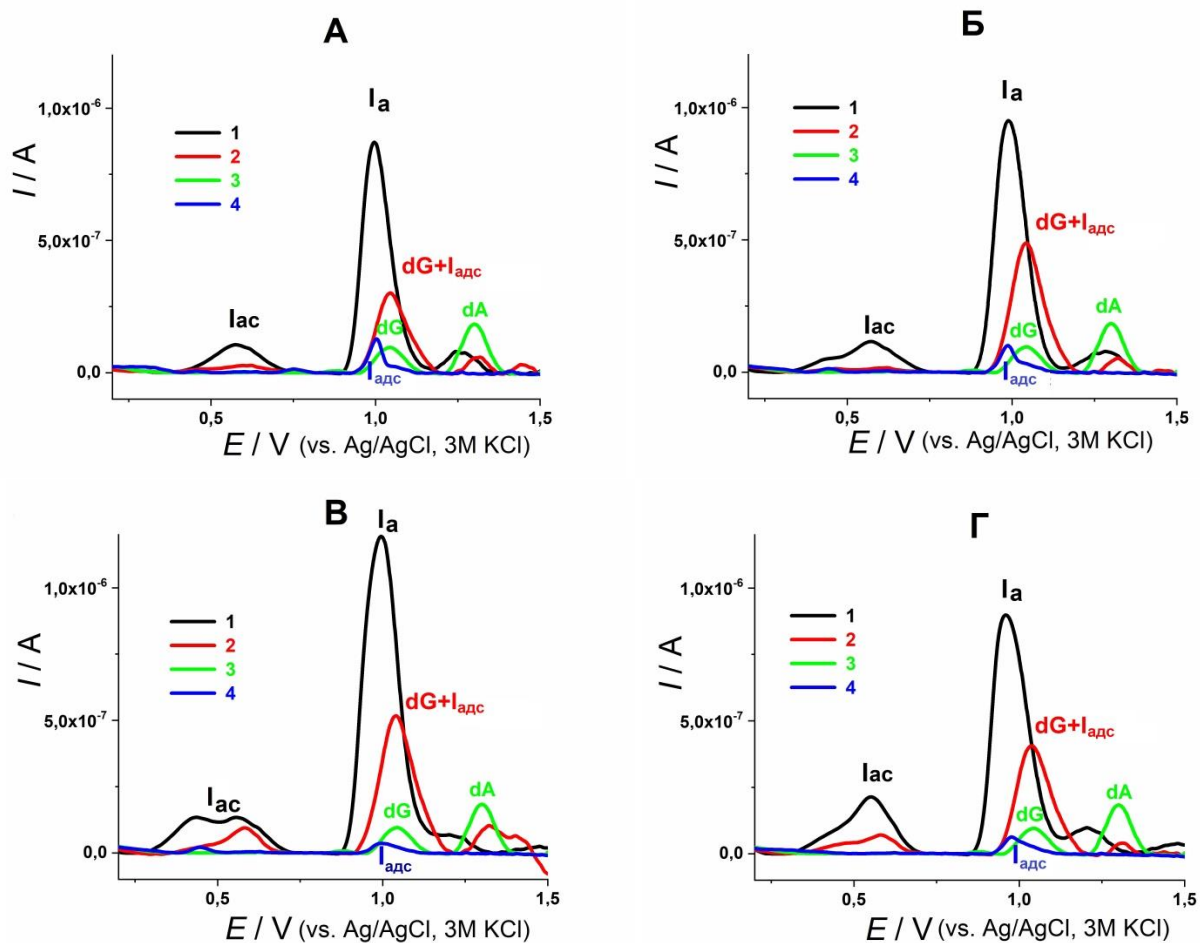 А
1,0x10⁻⁶
5,0x10⁻⁷
0,0
I / A
1
2
3
4
Iac
Ia
dG+Iадс
dG
dA
Iадс
0,5
1,0
1,5
E / V (vs. Ag/AgCl, 3M KCl)
Б
1,0x10⁻⁶
5,0x10⁻⁷
0,0
I / A
1
2
3
4
Iac
Ia
dG+Iадс
dG
dA
Iадс
0,5
1,0
1,5
E / V (vs. Ag/AgCl, 3M KCl)
В
1,0x10⁻⁶
5,0x10⁻⁷
0,0
I / A
1
2
3
4
Iac
Ia
dG+Iадс
dG
dA
Iадс
0,5
1,0
1,5
E / V (vs. Ag/AgCl, 3M KCl)
Г
1,0x10⁻⁶
5,0x10⁻⁷
0,0
I / A
1
2
3
4
Iac
Ia
dG+Iадс
dG
dA
Iадс
0,5
1,0
1,5
E / V (vs. Ag/AgCl, 3M KCl)